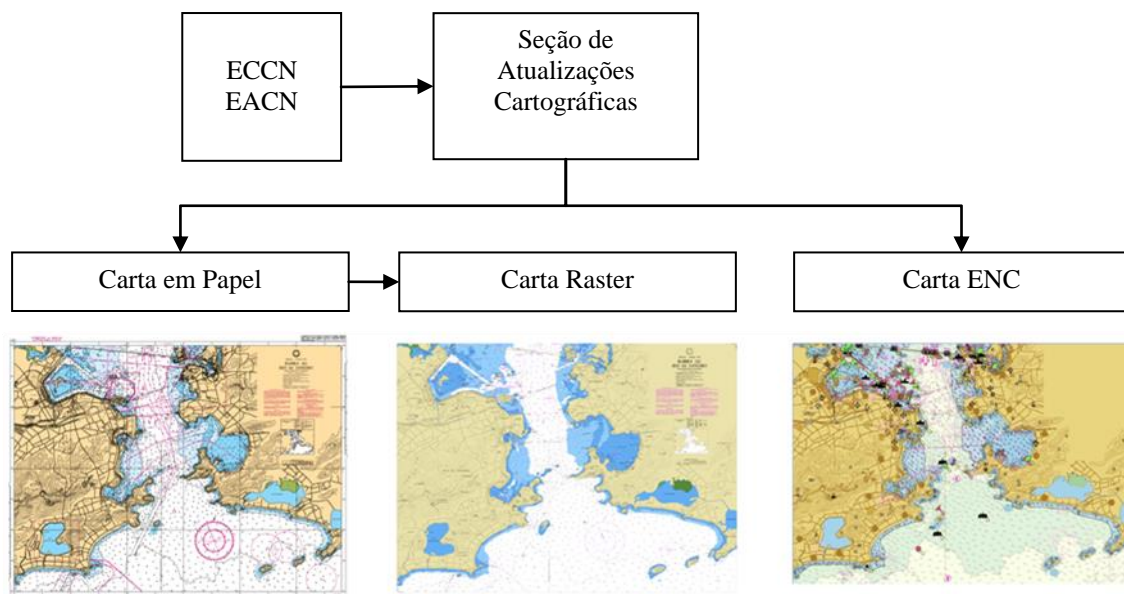 ECCN
EACN
Seção de
Atualizações
Cartográficas
Carta em Papel
Carta Raster
Carta ENC